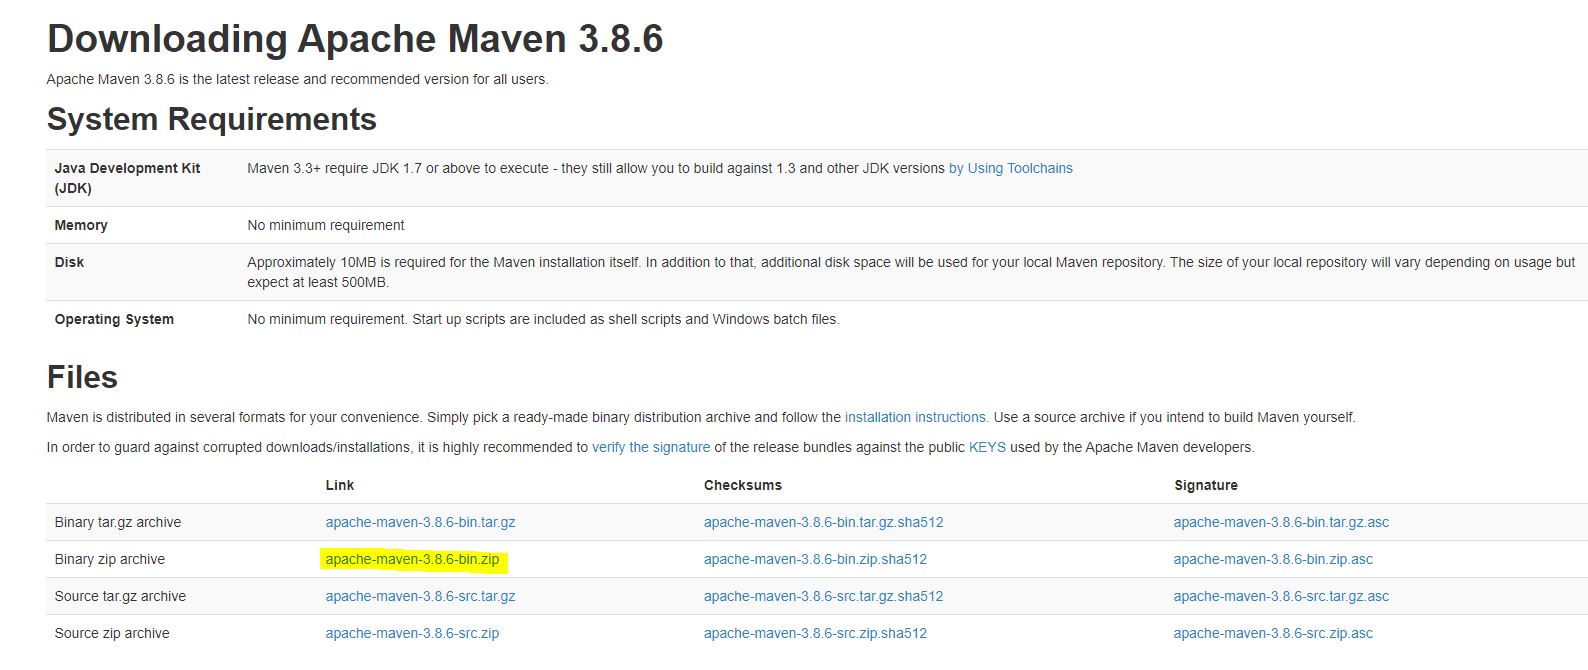 Downloading Apache Maven 3.8.6
Apache Maven 3.8.6 is the latest release and recommended version for all users.
System Requirements
Java Development Kit (JDK) Maven 3.3+ require JDK 1.7 or above to execute - they still allow you to build against 1.3 and other JDK versions by Using Toolchains
Memory No minimum requirement
Disk Approximately 10MB is required for the Maven installation itself. In addition to that, additional disk space will be used for your local Maven repository. The size of your local repository will vary depending on usage but
expect at least 500MB.
Operating System No minimum requirement. Start up scripts are included as shell scripts and Windows batch files.
Files
Maven is distributed in several formats for your convenience. Simply pick a ready-made binary distribution archive and follow the installation instructions. Use a source archive if you intend to build Maven yourself.
In order to guard against corrupted downloads/installations, it is highly recommended to verify the signature of the release bundles against the public KEYS used by the Apache Maven developers.
Link Checksums Signature
Binary tar.gz archive apache-maven-3.8.6-bin.tar.gz apache-maven-3.8.6-bin.tar.gz.sha512 apache-maven-3.8.6-bin.tar.gz.asc
Binary zip archive apache-maven-3.8.6-bin.zip apache-maven-3.8.6-bin.zip.sha512 apache-maven-3.8.6-bin.zip.asc
Source tar.gz archive apache-maven-3.8.6-src.tar.gz apache-maven-3.8.6-src.tar.gz.sha512 apache-maven-3.8.6-src.tar.gz.asc
Source zip archive apache-maven-3.8.6-src.zip apache-maven-3.8.6-src.zip.sha512 apache-maven-3.8.6-src.zip.asc